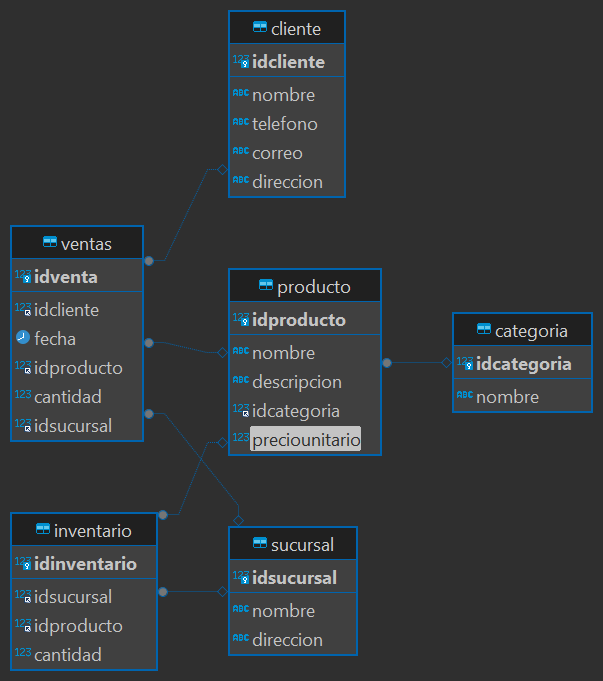 cliente
123 idcliente
ABC nombre
ABC telefono
ABC correo
ABC direccion
ventas
123 idventa
123 idcliente
fecha
123 idproducto
123 cantidad
123 idsucursal
producto
123 idproducto
ABC nombre
ABC descripcion
123 idcategoria
123 preciounitario
categoria
123 idcategoria
ABC nombre
inventario
123 idinventario
123 idsucursal
123 idproducto
123 cantidad
sucursal
123 idsucursal
ABC nombre
ABC direccion